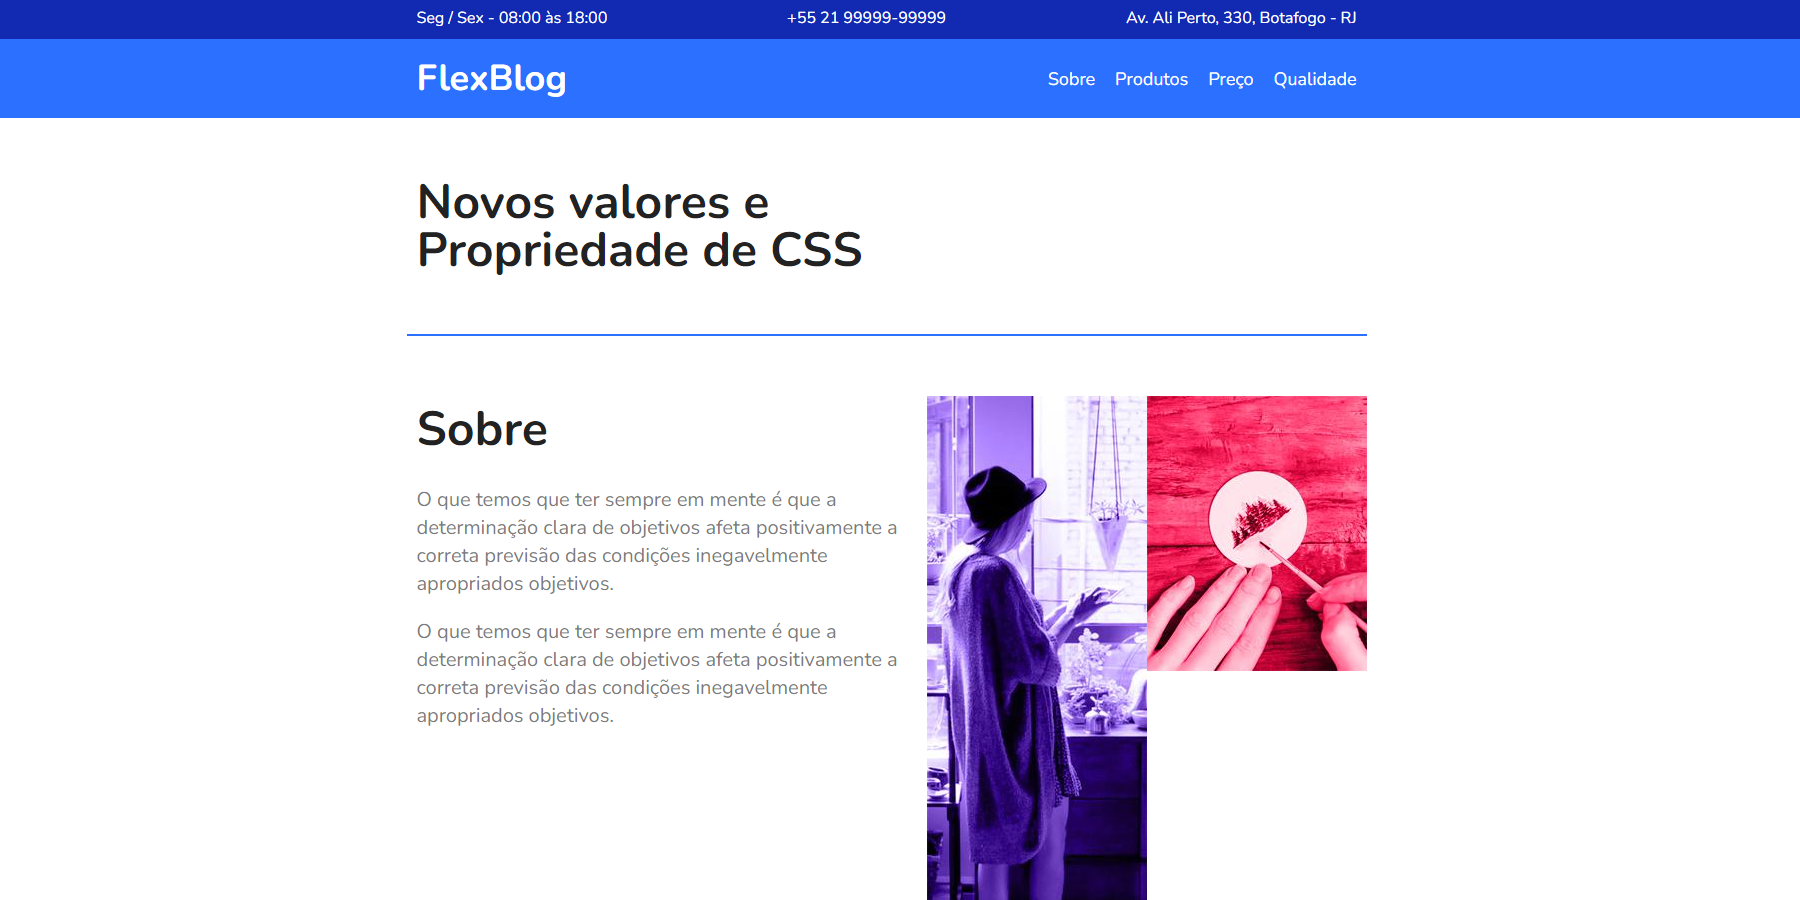 Seg / Sex - 08:00 às 18:00
+55 21 99999-99999
Av. Ali Perto, 330, Botafogo - RJ
FlexBlog
Sobre
Produtos
Preço
Qualidade
Novos valores e
Propriedade de CSS
Sobre
O que temos que ter sempre em mente é que a
determinação clara de objetivos afeta positivamente a
correta previsão das condições inegavelmente
apropriados objetivos.
O que temos que ter sempre em mente é que a
determinação clara de objetivos afeta positivamente a
correta previsão das condições inegavelmente
apropriados objetivos.